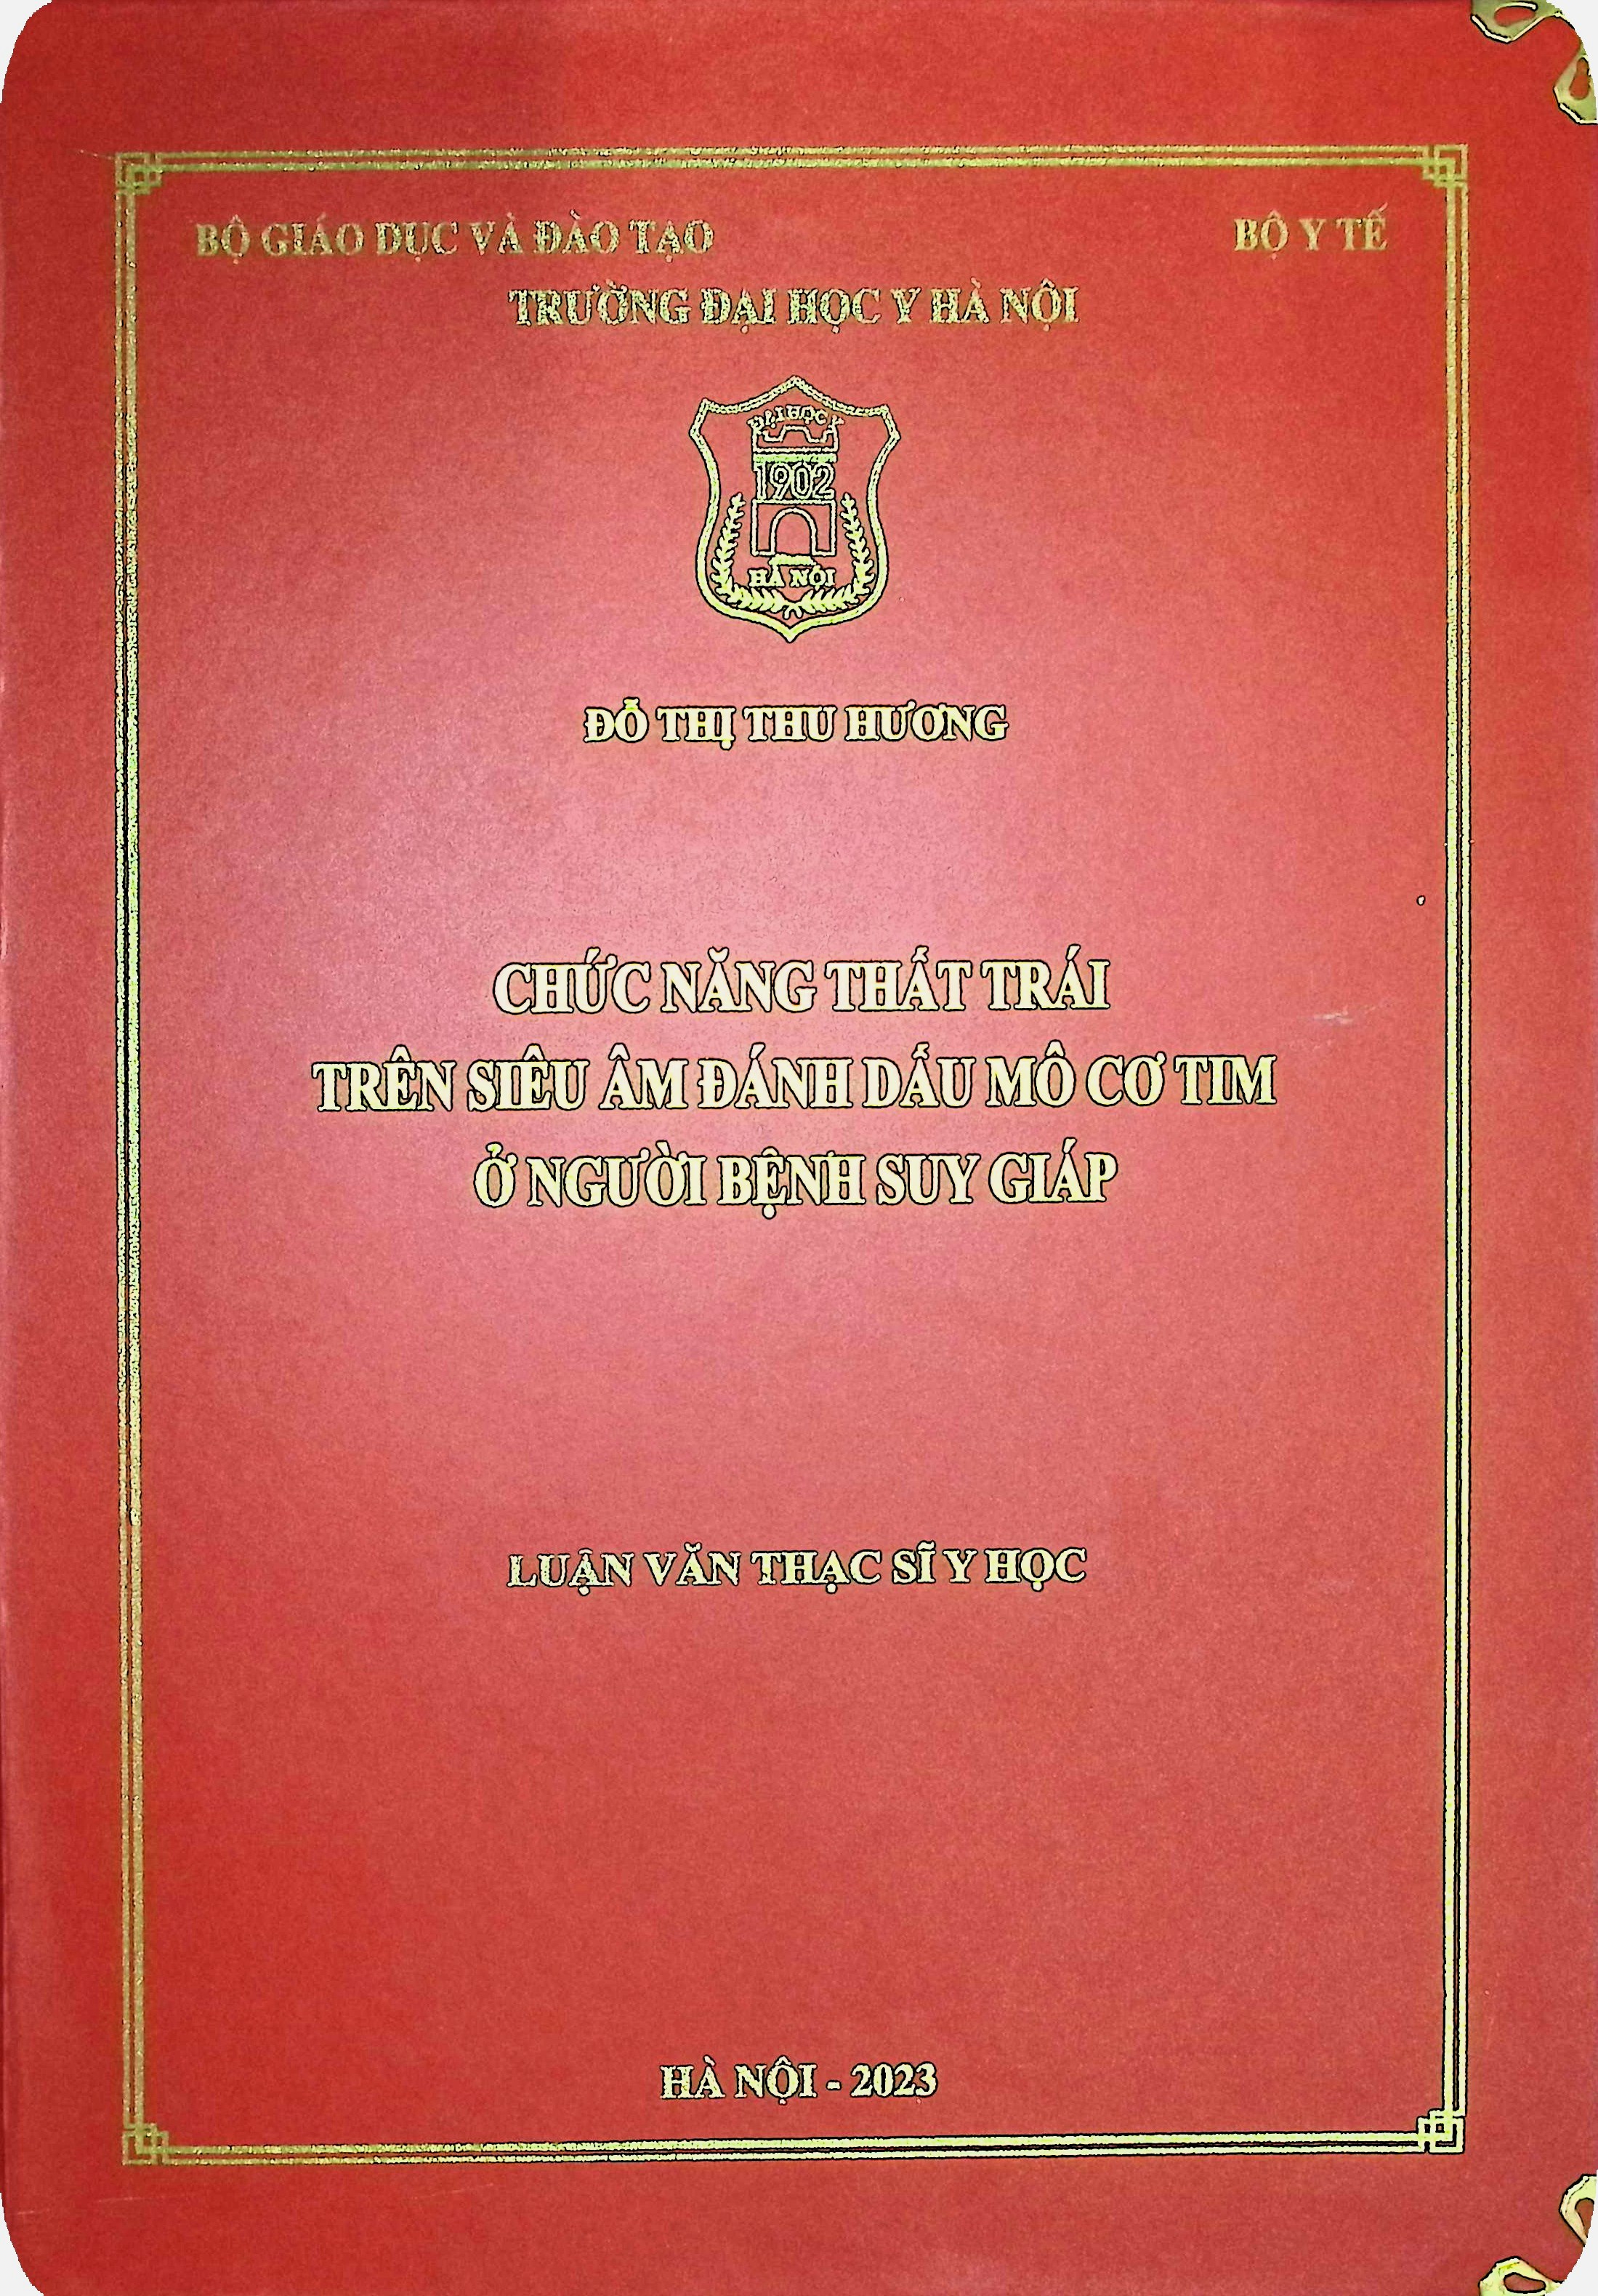 BỘ GIÁO DỤC VÀ ĐÀO TẠO BỘ Y TẾ
TRƯỜNG ĐẠI HỌC Y HÀ NỘI
ĐẠI HỌC Y
1902
HÀ NỘI
ĐỖ THỊ THU HƯƠNG
CHỨC NĂNG THẤT TRÁI
TRÊN SIÊU ÂM ĐÁNH DẤU MÔ CƠ TIM
Ở NGƯỜI BỆNH SUY GIÁP
LUẬN VĂN THẠC SĨ Y HỌC
HÀ NỘI - 2023